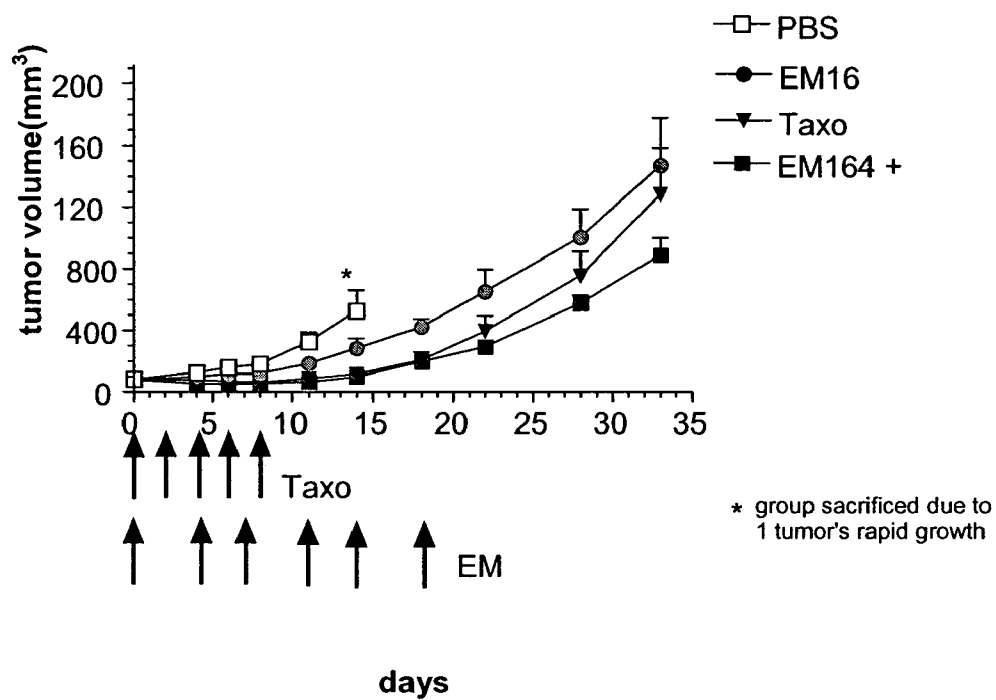 PBS
EM16
Taxo
EM164 +
tumor volume(mm³)
200
160
120
800
400
0
0 5 10 15 20 25 30 35
*
Taxo
EM
* group sacrificed due to
1 tumor's rapid growth
days